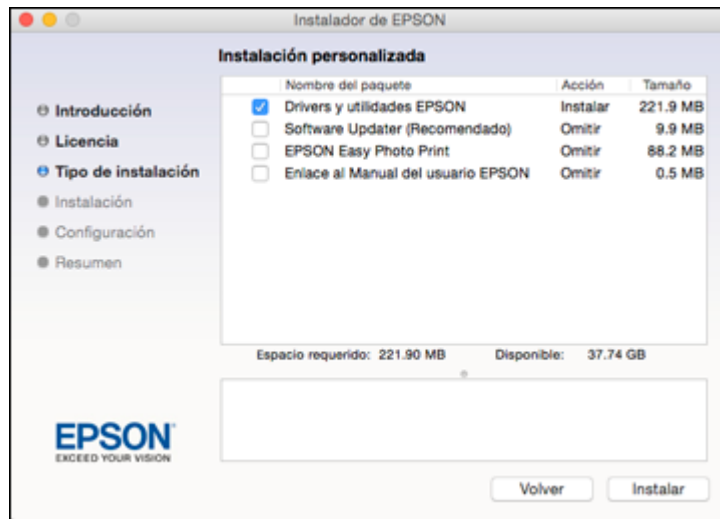 Instalador de EPSON
Instalación personalizada
Nombre del paquete Acción Tamaño
Drivers y utilidades EPSON Instalar 221.9 MB
Software Updater (Recomendado) Omitir 9.9 MB
EPSON Easy Photo Print Omitir 88.2 MB
Enlace al Manual del usuario EPSON Omitir 0.5 MB
Introducción
Licencia
Tipo de instalación
Instalación
Configuración
Resumen
Espacio requerido: 221.90 MB Disponible: 37.74 GB
EPSON
EXCEED YOUR VISION
Volver Instalar